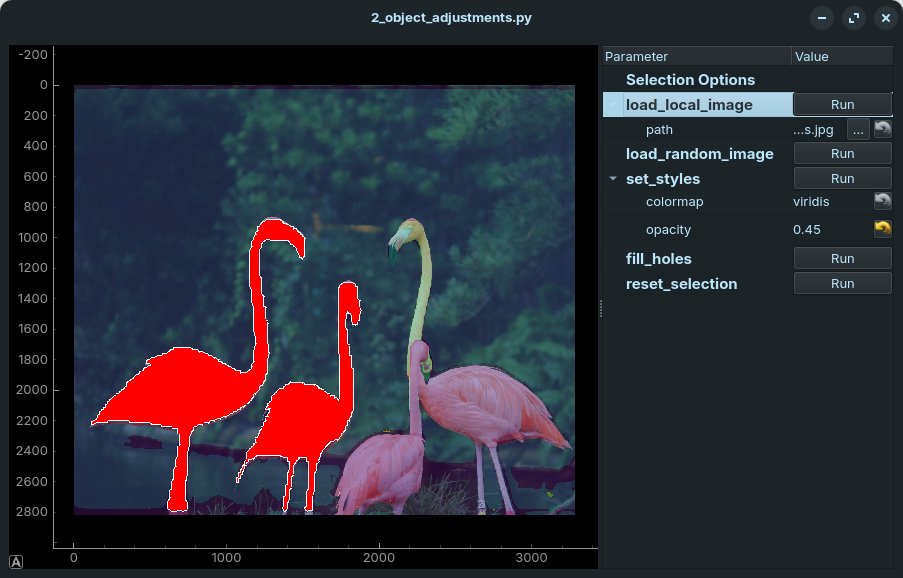 2_object_adjustments.py
Parameter Value
Selection Options
load_local_image Run
path ...s.jpg ...
load_random_image Run
set_styles Run
colormap viridis
opacity 0.45
fill_holes Run
reset_selection Run
-200
0
200
400
600
800
1000
1200
1400
1600
1800
2000
2200
2400
2600
2800
0 1000 2000 3000
A